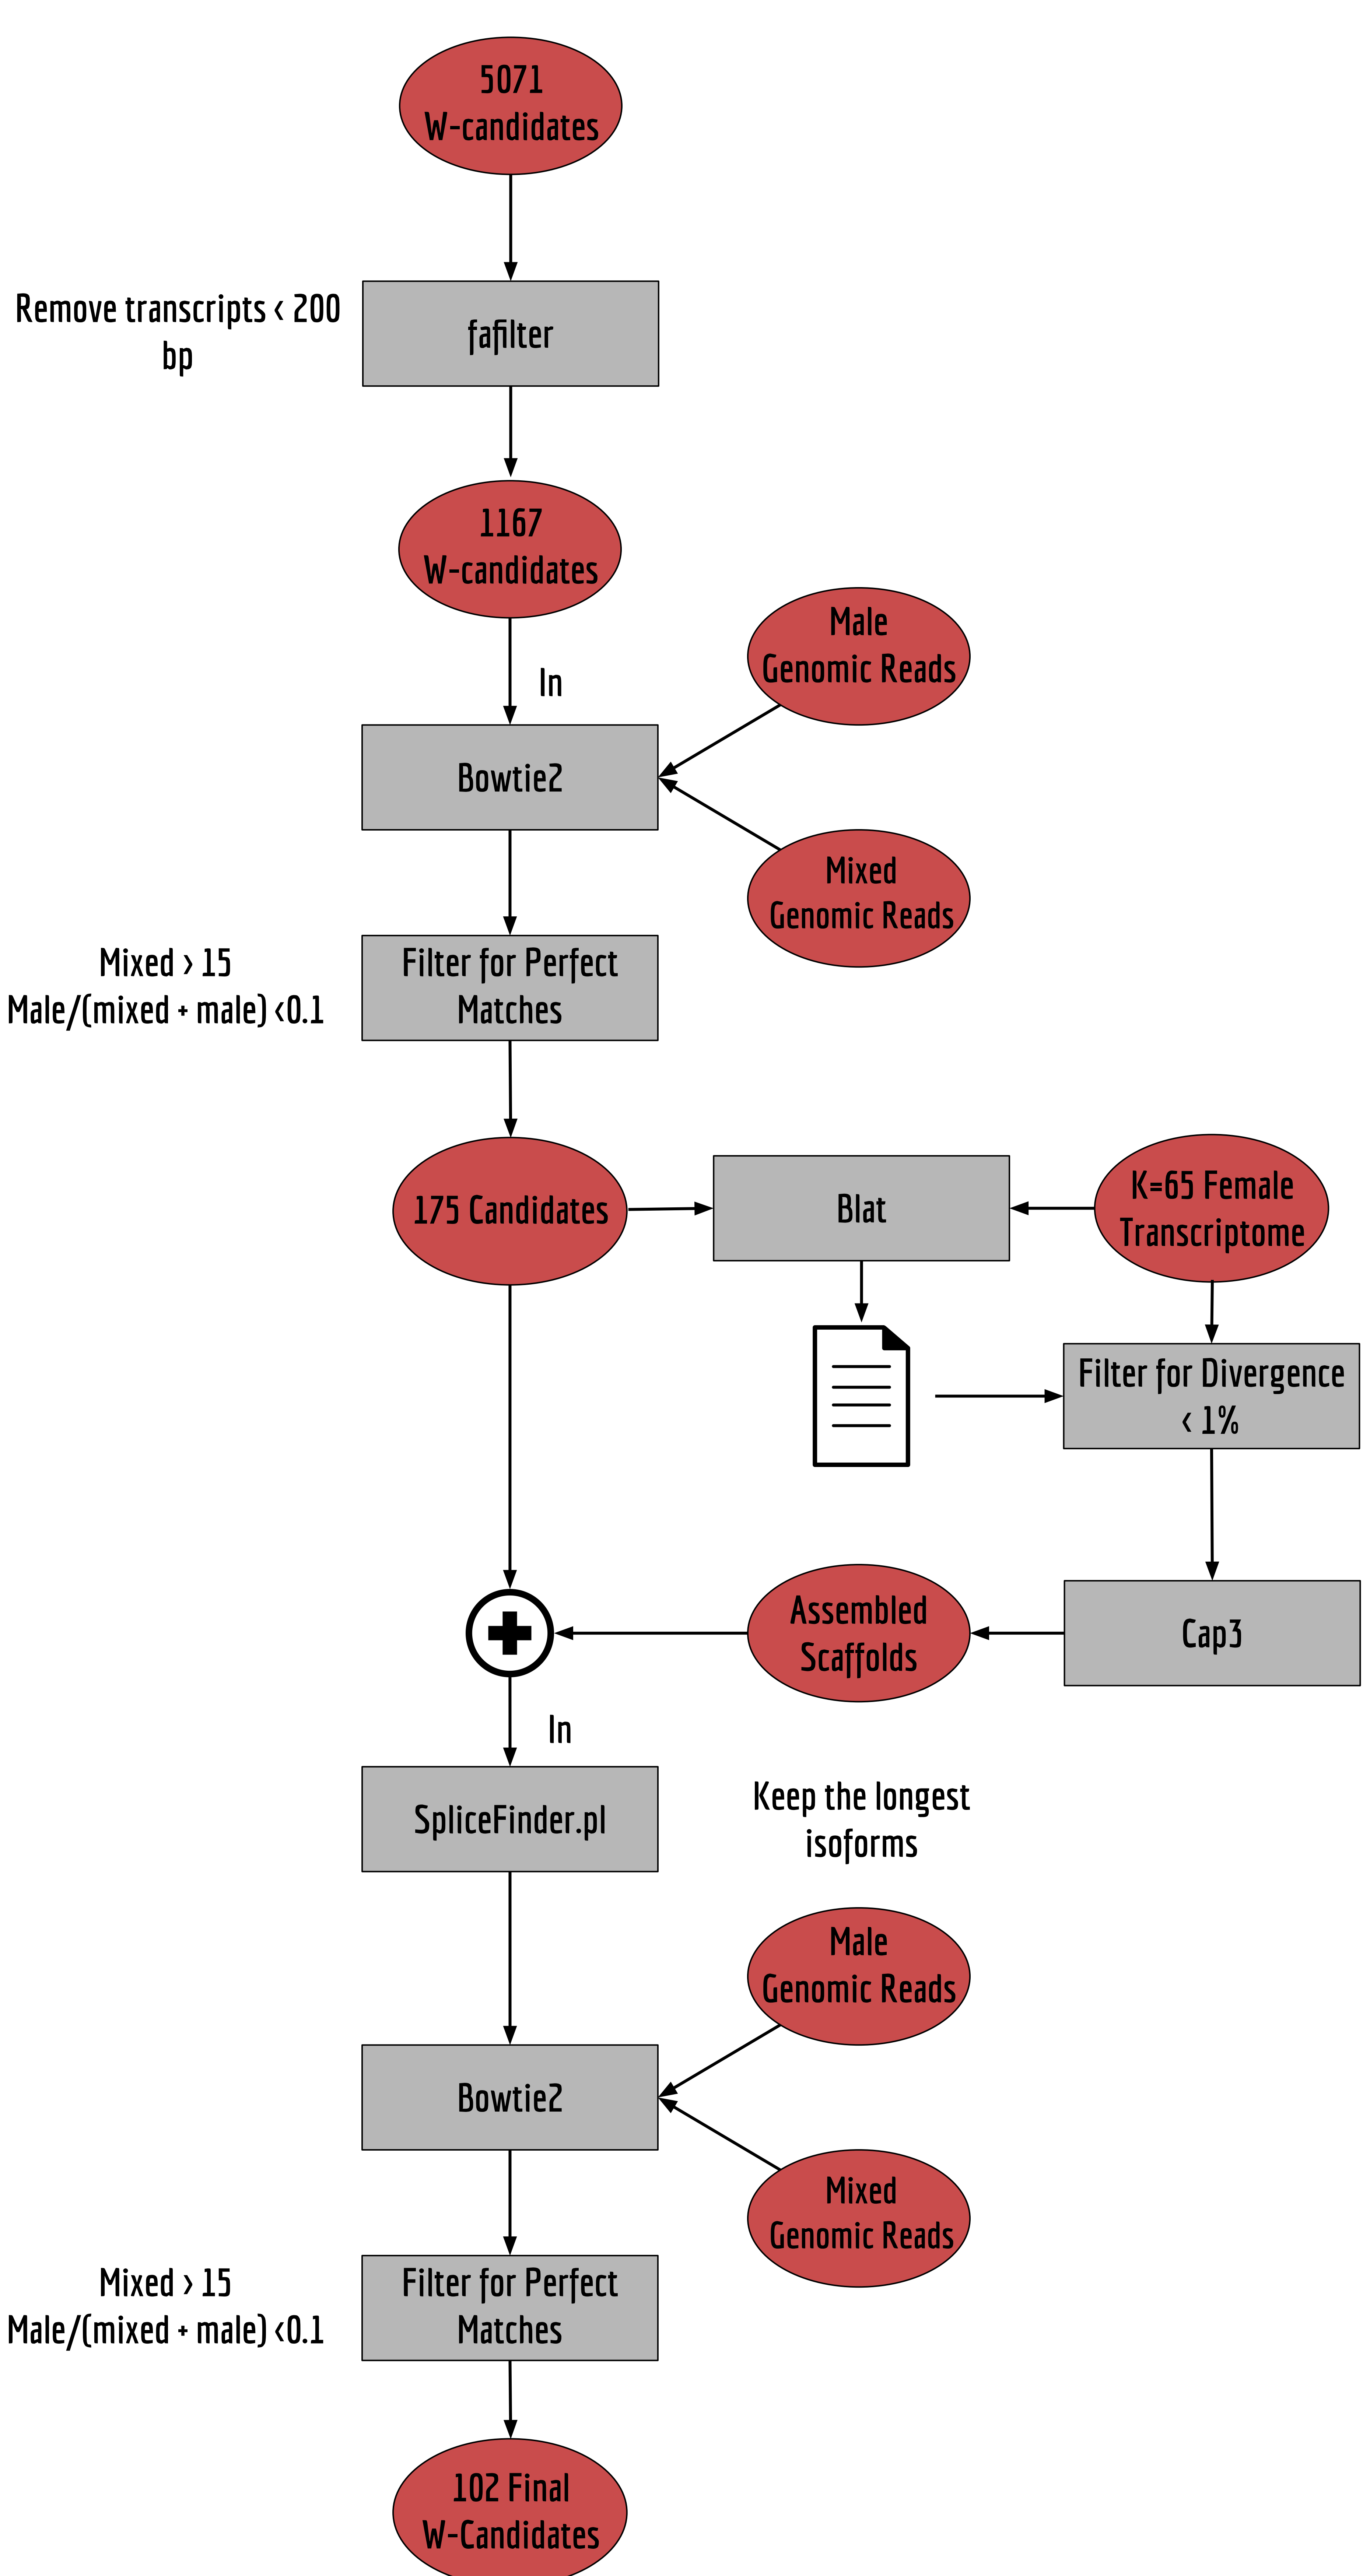 5071
W-candidates
Remove transcripts < 200
bp
fafilter
1167
W-candidates
In
Male
Genomic Reads
Bowtie2
Mixed
Genomic Reads
Mixed > 15
Male/(mixed + male) <0.1
Filter for Perfect
Matches
175 Candidates
Blat
K=65 Female
Transcriptome
Filter for Divergence
< 1%
Assembled
Scaffolds
Cap3
In
SpliceFinder.pl
Keep the longest
isoforms
Male
Genomic Reads
Bowtie2
Mixed
Genomic Reads
Mixed > 15
Male/(mixed + male) <0.1
Filter for Perfect
Matches
102 Final
W-Candidates